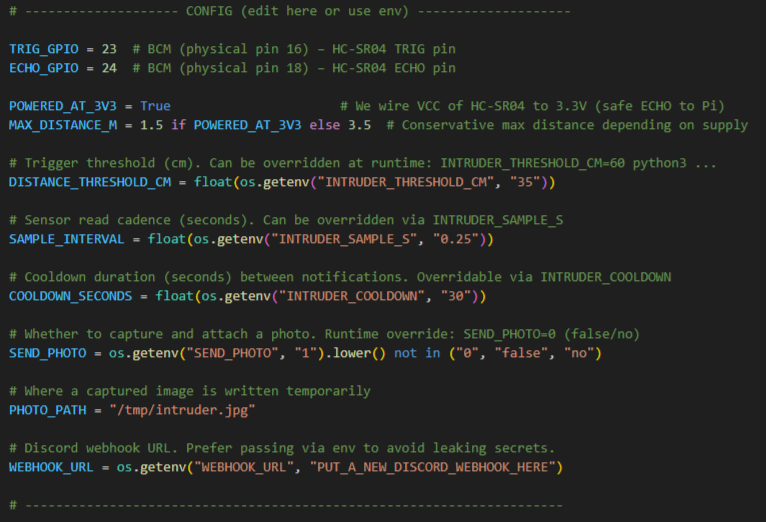 # ------------------- CONFIG (edit here or use env) -------------------
TRIG_GPIO = 23  # BCM (physical pin 16) – HC-SR04 TRIG pin
ECHO_GPIO = 24  # BCM (physical pin 18) – HC-SR04 ECHO pin
POWERED_AT_3V3 = True                     # We wire VCC of HC-SR04 to 3.3V (safe ECHO to Pi)
MAX_DISTANCE_M = 1.5 if POWERED_AT_3V3 else 3.5  # Conservative max distance depending on supply
# Trigger threshold (cm). Can be overridden at runtime: INTRUDER_THRESHOLD_CM=60 python3 ...
DISTANCE_THRESHOLD_CM = float(os.getenv("INTRUDER_THRESHOLD_CM", "35"))
# Sensor read cadence (seconds). Can be overridden via INTRUDER_SAMPLE_S
SAMPLE_INTERVAL = float(os.getenv("INTRUDER_SAMPLE_S", "0.25"))
# Cooldown duration (seconds) between notifications. Overridable via INTRUDER_COOLDOWN
COOLDOWN_SECONDS = float(os.getenv("INTRUDER_COOLDOWN", "30"))
# Whether to capture and attach a photo. Runtime override: SEND_PHOTO=0 (false/no)
SEND_PHOTO = os.getenv("SEND_PHOTO", "1").lower() not in ("0", "false", "no")
# Where a captured image is written temporarily
PHOTO_PATH = "/tmp/intruder.jpg"
# Discord webhook URL. Prefer passing via env to avoid leaking secrets.
WEBHOOK_URL = os.getenv("WEBHOOK_URL", "PUT_A_NEW_DISCORD_WEBHOOK_HERE")
# --------------------------------------------------------------------